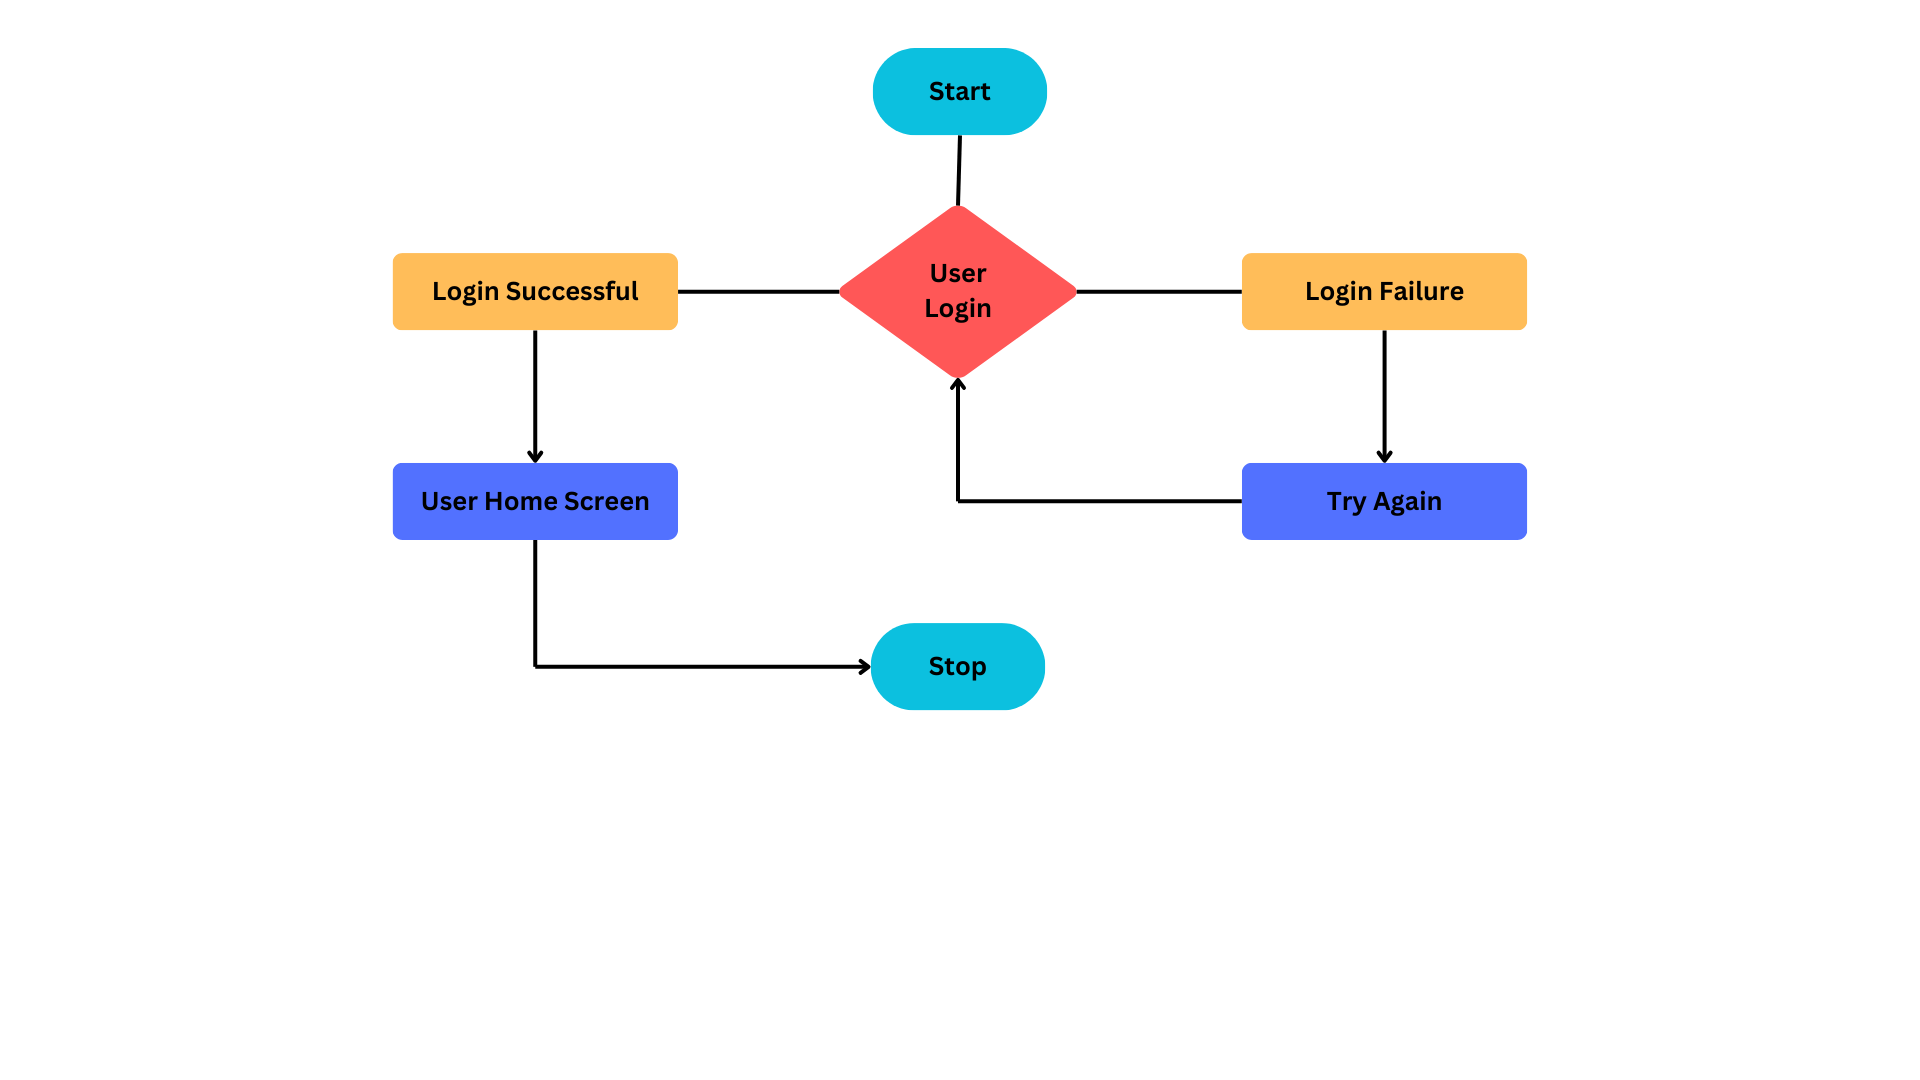 Start
User
Login
Login Successful
Login Failure
User Home Screen
Try Again
Stop